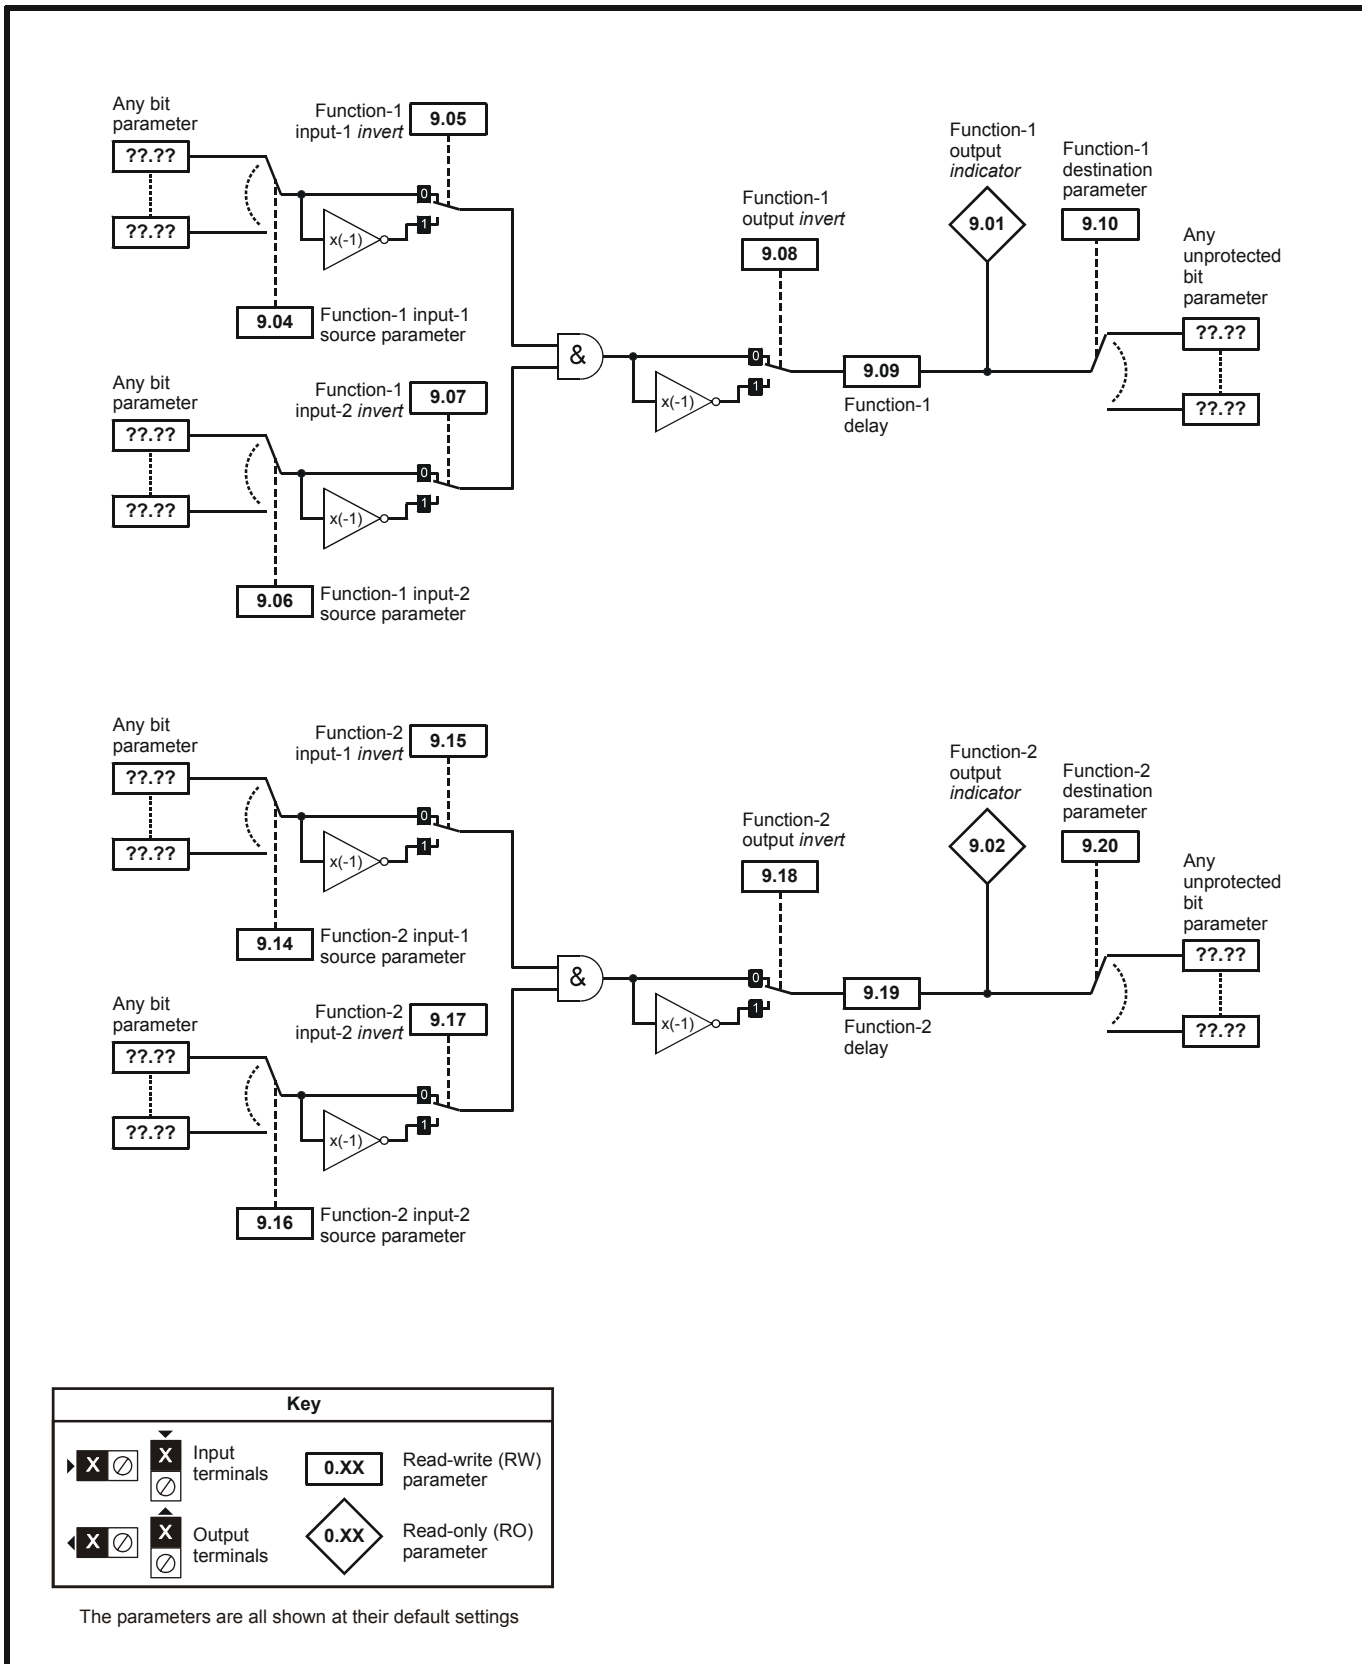 Any bit
parameter
??.??
??.??
Function-1
input-1 invert
9.05
0
1
x(-1)
9.04
Function-1 input-1
source parameter
Any bit
parameter
??.??
??.??
Function-1
input-2 invert
9.07
0
1
x(-1)
9.06
Function-1 input-2
source parameter
&
Function-1
output invert
9.08
0
1
x(-1)
9.09
Function-1
delay
Function-1
output
indicator
9.01
Function-1
destination
parameter
9.10
Any
unprotected
bit
parameter
??.??
??.??
Any bit
parameter
??.??
??.??
Function-2
input-1 invert
9.15
0
1
x(-1)
9.14
Function-2 input-1
source parameter
Any bit
parameter
??.??
??.??
Function-2
input-2 invert
9.17
0
1
x(-1)
9.16
Function-2 input-2
source parameter
&
Function-2
output invert
9.18
0
1
x(-1)
9.19
Function-2
delay
Function-2
output
indicator
9.02
Function-2
destination
parameter
9.20
Any
unprotected
bit
parameter
??.??
??.??
Key
X
X
Input
terminals
0.XX
Read-write (RW)
parameter
X
X
Output
terminals
0.XX
Read-only (RO)
parameter
The parameters are all shown at their default settings